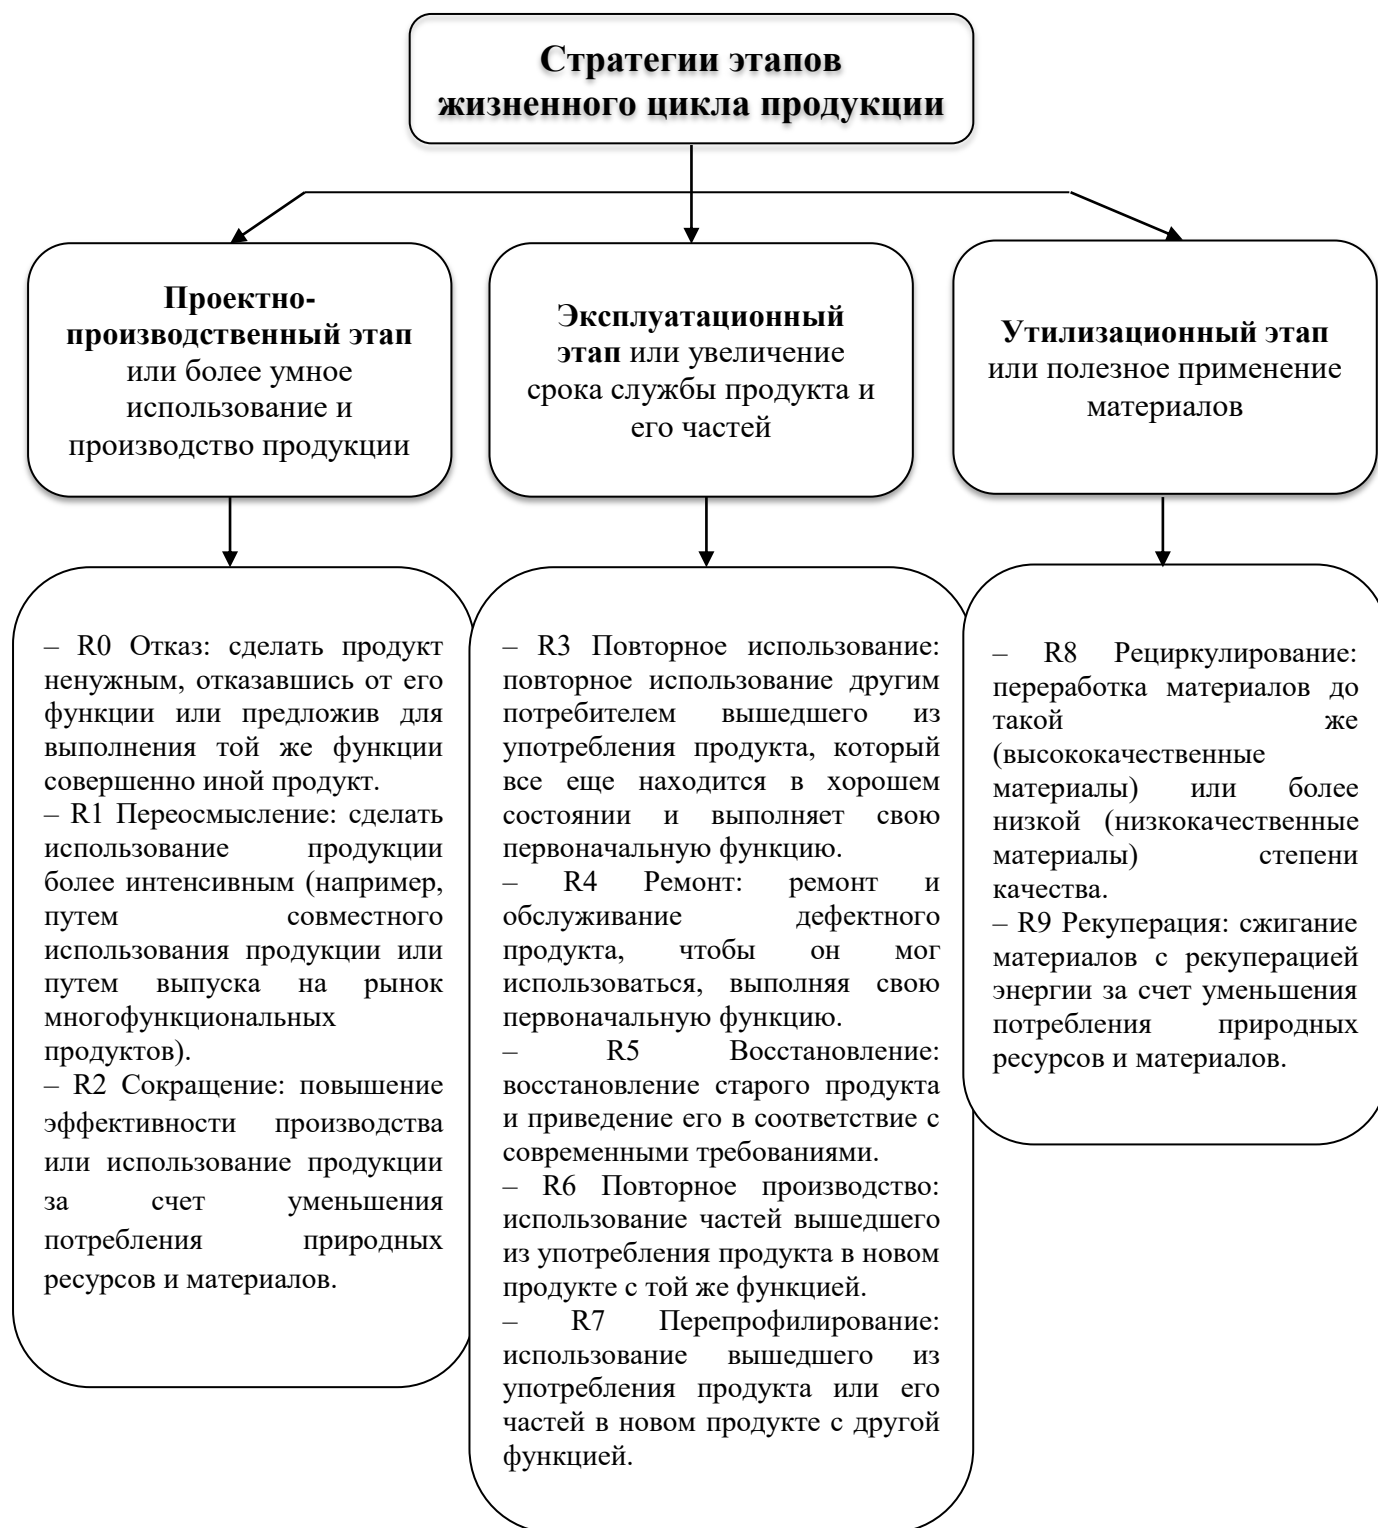 Стратегии этапов
жизненного цикла продукции
Проектно-
производственный этап
или более умное
использование и
производство продукции
Эксплуатационный
этап или увеличение
срока службы продукта и
его частей
Утилизационный этап
или полезное применение
материалов
– R0 Отказ: сделать продукт
ненужным, отказавшись от его
функции или предложив для
выполнения той же функции
совершенно иной продукт.
– R1 Переосмысление: сделать
использование продукции
более интенсивным (например,
путем совместного
использования продукции или
путем выпуска на рынок
многофункциональных
продуктов).
– R2 Сокращение: повышение
эффективности производства
или использование продукции
за счет уменьшения
потребления природных
ресурсов и материалов.
– R3 Повторное использование:
повторное использование другим
потребителем вышедшего из
употребления продукта, который
все еще находится в хорошем
состоянии и выполняет свою
первоначальную функцию.
– R4 Ремонт: ремонт и
обслуживание дефектного
продукта, чтобы он мог
использоваться, выполняя свою
первоначальную функцию.
– R5 Восстановление:
восстановление старого продукта
и приведение его в соответствие с
современными требованиями.
– R6 Повторное производство:
использование частей вышедшего
из употребления продукта в новом
продукте с той же функцией.
– R7 Перепрофилирование:
использование вышедшего из
употребления продукта или его
частей в новом продукте с другой
функцией.
– R8 Рециркулирование:
переработка материалов до
такой же
(высококачественные
материалы) или более
низкой (низкокачественные
материалы) степени
качества.
– R9 Рекуперация: сжигание
материалов с рекуперацией
энергии за счет уменьшения
потребления природных
ресурсов и материалов.